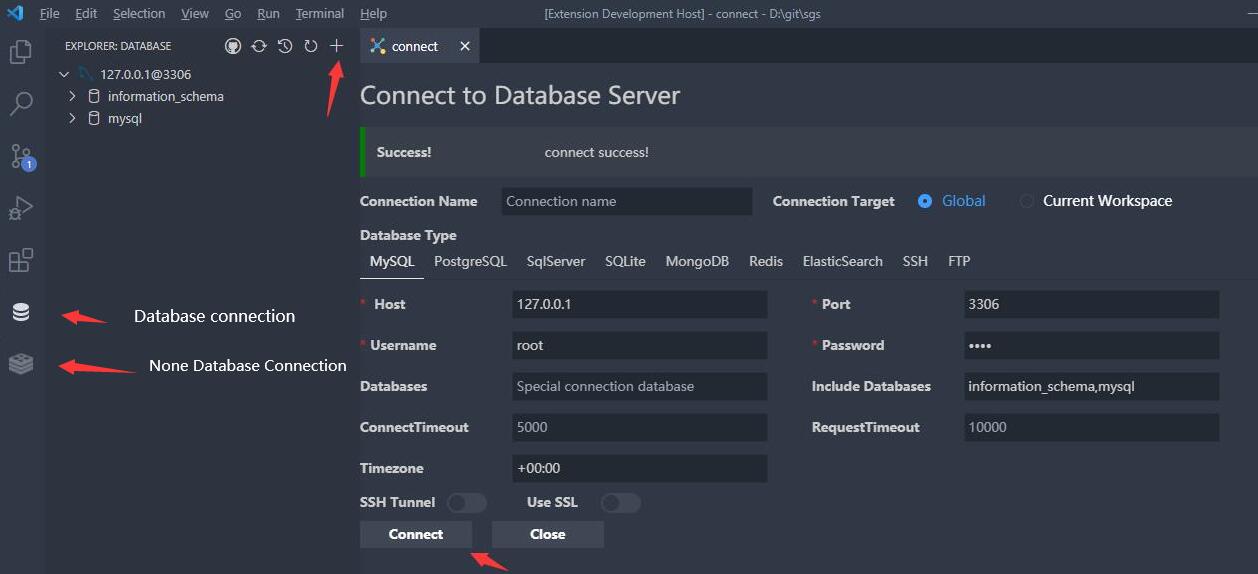 File Edit Selection View Go Run Terminal Help [Extension Development Host] - connect - D:\git\sgs
EXPLORER: DATABASE
connect
127.0.0.1@3306
information_schema
mysql
1
Database connection
None Database Connection
Connect to Database Server
Success! connect success!
Connection Name Connection name Connection Target Global Current Workspace
Database Type
MySQL PostgreSQL SqlServer SQLite MongoDB Redis ElasticSearch SSH FTP
* Host 127.0.0.1 * Port 3306
* Username root * Password ••••
Databases Special connection database Include Databases information_schema,mysql
ConnectTimeout 5000 RequestTimeout 10000
Timezone +00:00
SSH Tunnel Use SSL
Connect Close